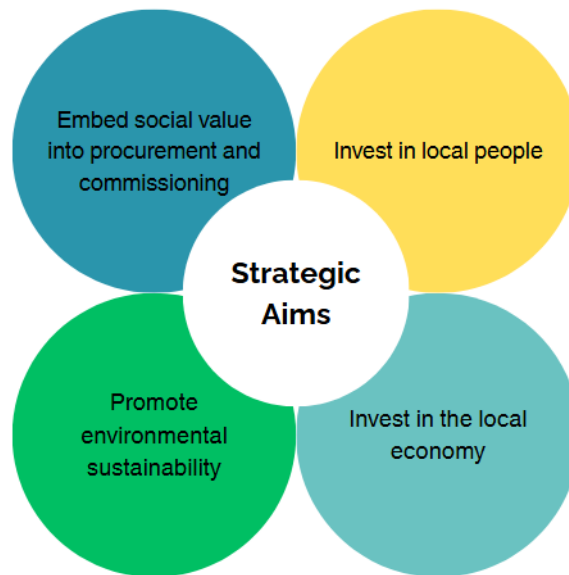 Embed social value
into procurement and
commissioning
Invest in local people
Strategic
Aims
Promote
environmental
sustainability
Invest in the local
economy